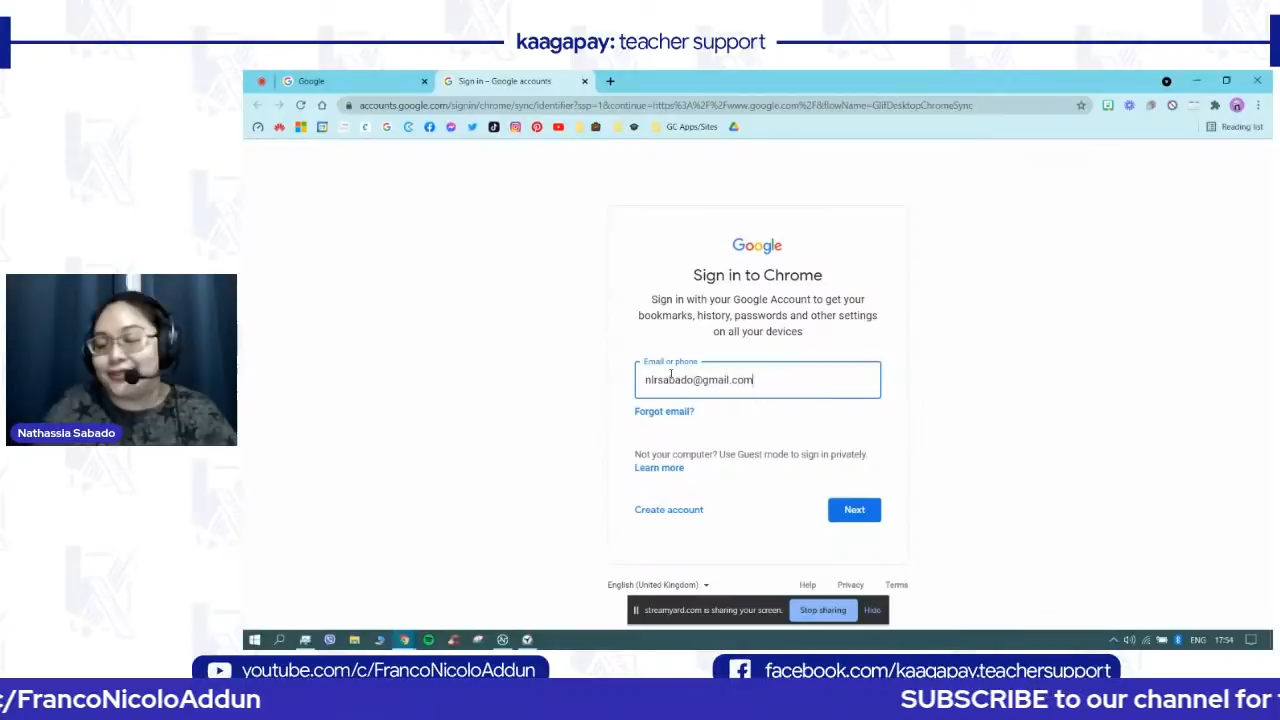 kaagapay: teacher support
Google
Sign in – Google accounts
accounts.google.com/signin/chrome/sync/identifier?ssp=1&continue=https%3A%2F%2Fwww.google.com%2F&flowName=GlifDesktopChromeSync
GC Apps/Sites
Reading list
Google
Sign in to Chrome
Sign in with your Google Account to get your
bookmarks, history, passwords and other settings
on all your devices
Email or phone
nlrsabado@gmail.com
Forgot email?
Not your computer? Use Guest mode to sign in privately.
Learn more
Create account
Next
English (United Kingdom)
Help
Privacy
Terms
streamyard.com is sharing your screen.
Stop sharing
Hide
Nathassia Sabado
ENG
17:54
youtube.com/c/FrancoNicoloAddun
facebook.com/kaagapay.teachersupport
c/FrancoNicoloAddun
SUBSCRIBE to our channel for